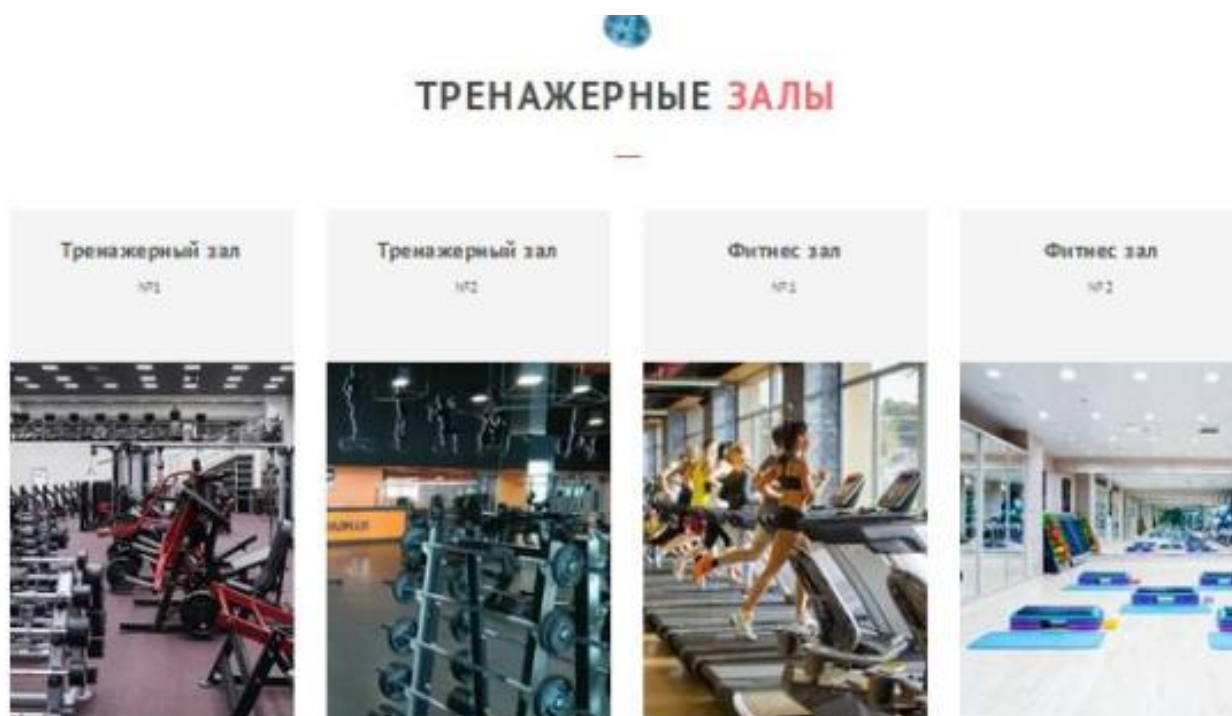 ТРЕНАЖЕРНЫЕ ЗАЛЫ
Тренажерный зал
№1
Тренажерный зал
№2
Фитнес зал
№1
Фитнес зал
№2